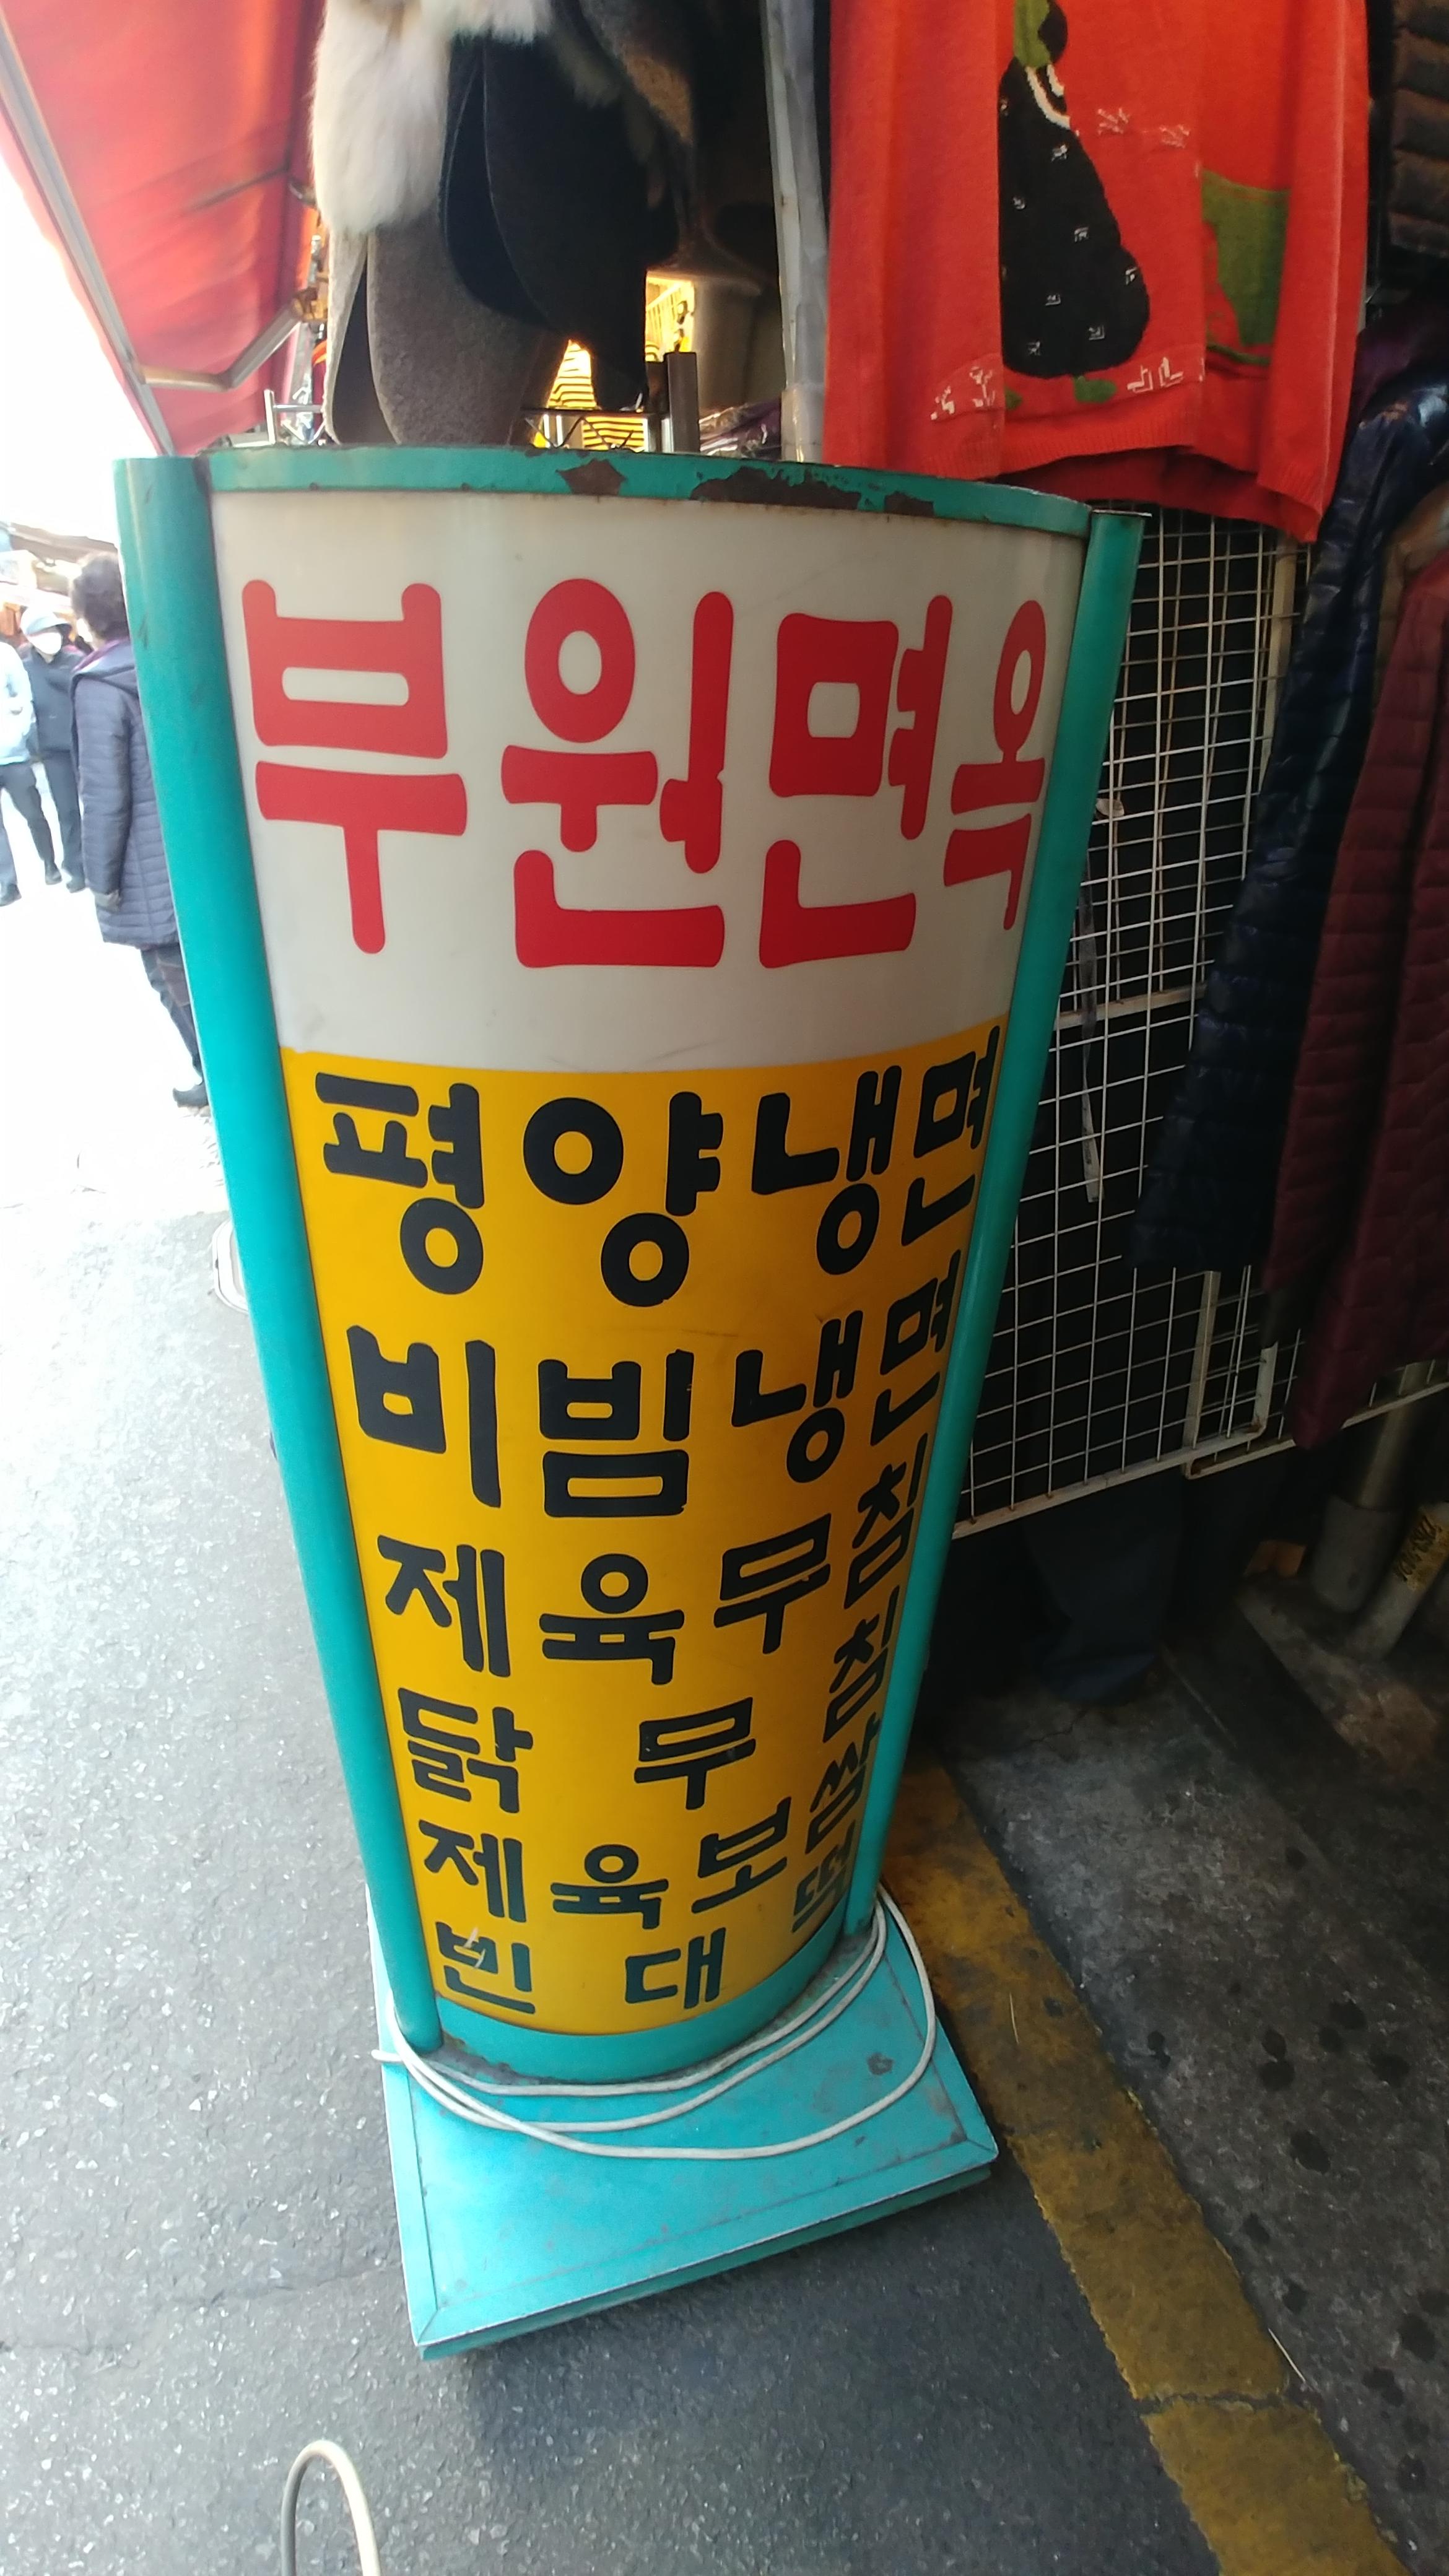 부원면옥
평양냉면
비빔냉면
제육무침
닭무침
제육보쌈
빈대떡